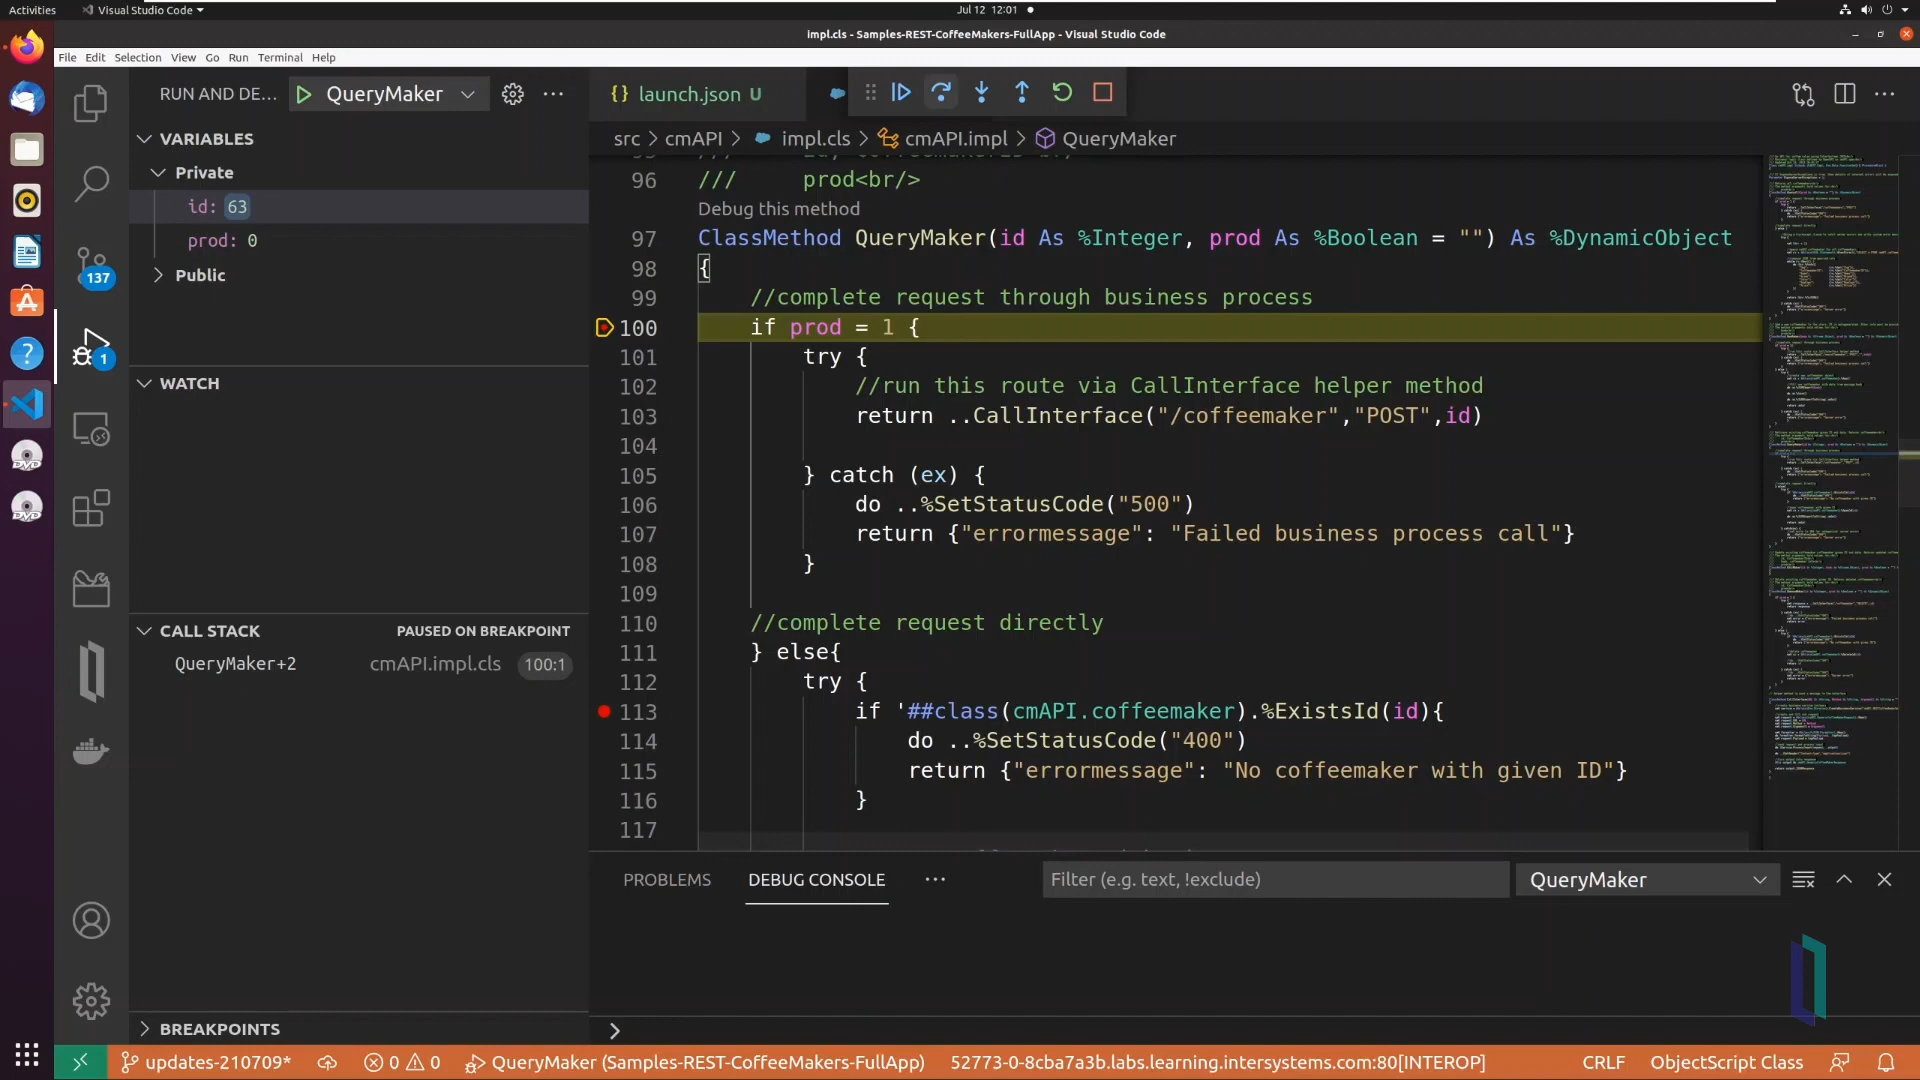 Activities Visual Studio Code Jul 12 12:01
impl.cls - Samples-REST-CoffeeMakers-FullApp - Visual Studio Code
File Edit Selection View Go Run Terminal Help
RUN AND DE... QueryMaker
{} launch.json U
src > cmAPI > impl.cls > cmAPI.impl > QueryMaker
VARIABLES
Private
id: 63
prod: 0
Public
WATCH
CALL STACK PAUSED ON BREAKPOINT
QueryMaker+2 cmAPI.impl.cls 100:1
BREAKPOINTS
137
1
96 /// prod<br/>
Debug this method
97 ClassMethod QueryMaker(id As %Integer, prod As %Boolean = "") As %DynamicObject
98 {
99 //complete request through business process
100 if prod = 1 {
101 try {
102 //run this route via CallInterface helper method
103 return ..CallInterface("/coffeemaker","POST",id)
104
105 } catch (ex) {
106 do ..%SetStatusCode("500")
107 return {"errormessage": "Failed business process call"}
108 }
109
110 //complete request directly
111 } else{
112 try {
113 if '##class(cmAPI.coffeemaker).%ExistsId(id){
114 do ..%SetStatusCode("400")
115 return {"errormessage": "No coffeemaker with given ID"}
116 }
117
PROBLEMS DEBUG CONSOLE Filter (e.g. text, !exclude) QueryMaker
updates-210709* 0 0 QueryMaker (Samples-REST-CoffeeMakers-FullApp) 52773-0-8cba7a3b.labs.learning.intersystems.com:80[INTEROP] CRLF ObjectScript Class